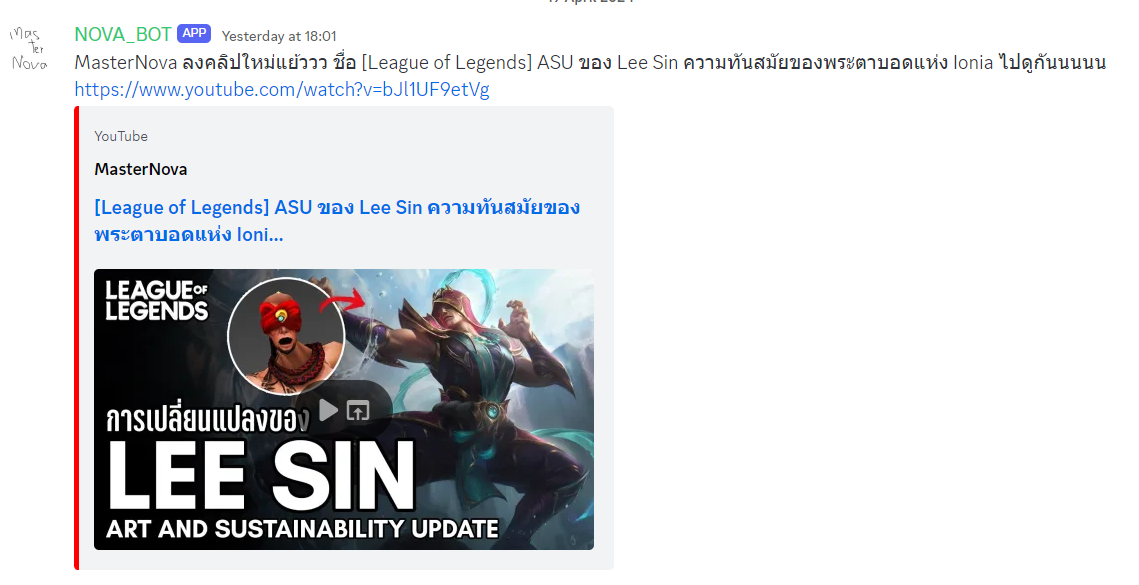 Mas
ter
Nova
NOVA_BOT APP Yesterday at 18:01
MasterNova ลงคลิปใหม่แย้ววว ชื่อ [League of Legends] ASU ของ Lee Sin ความทันสมัยของพระตาบอดแห่ง Ionia ไปดูกันนนนน
https://www.youtube.com/watch?v=bJl1UF9etVg
YouTube
MasterNova
[League of Legends] ASU ของ Lee Sin ความทันสมัยของ
พระตาบอดแห่ง Ioni...
LEAGUE OF
LEGENDS
การเปลี่ยนแปลงของ
LEE SIN
ART AND SUSTAINABILITY UPDATE